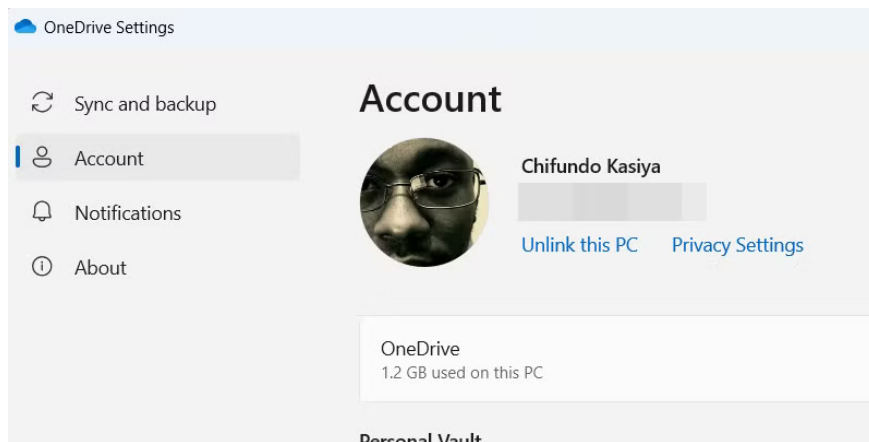 OneDrive Settings
Sync and backup
Account
Notifications
About
Account
Chifundo Kasiya
Unlink this PC
Privacy Settings
OneDrive
1.2 GB used on this PC
Personal Vault